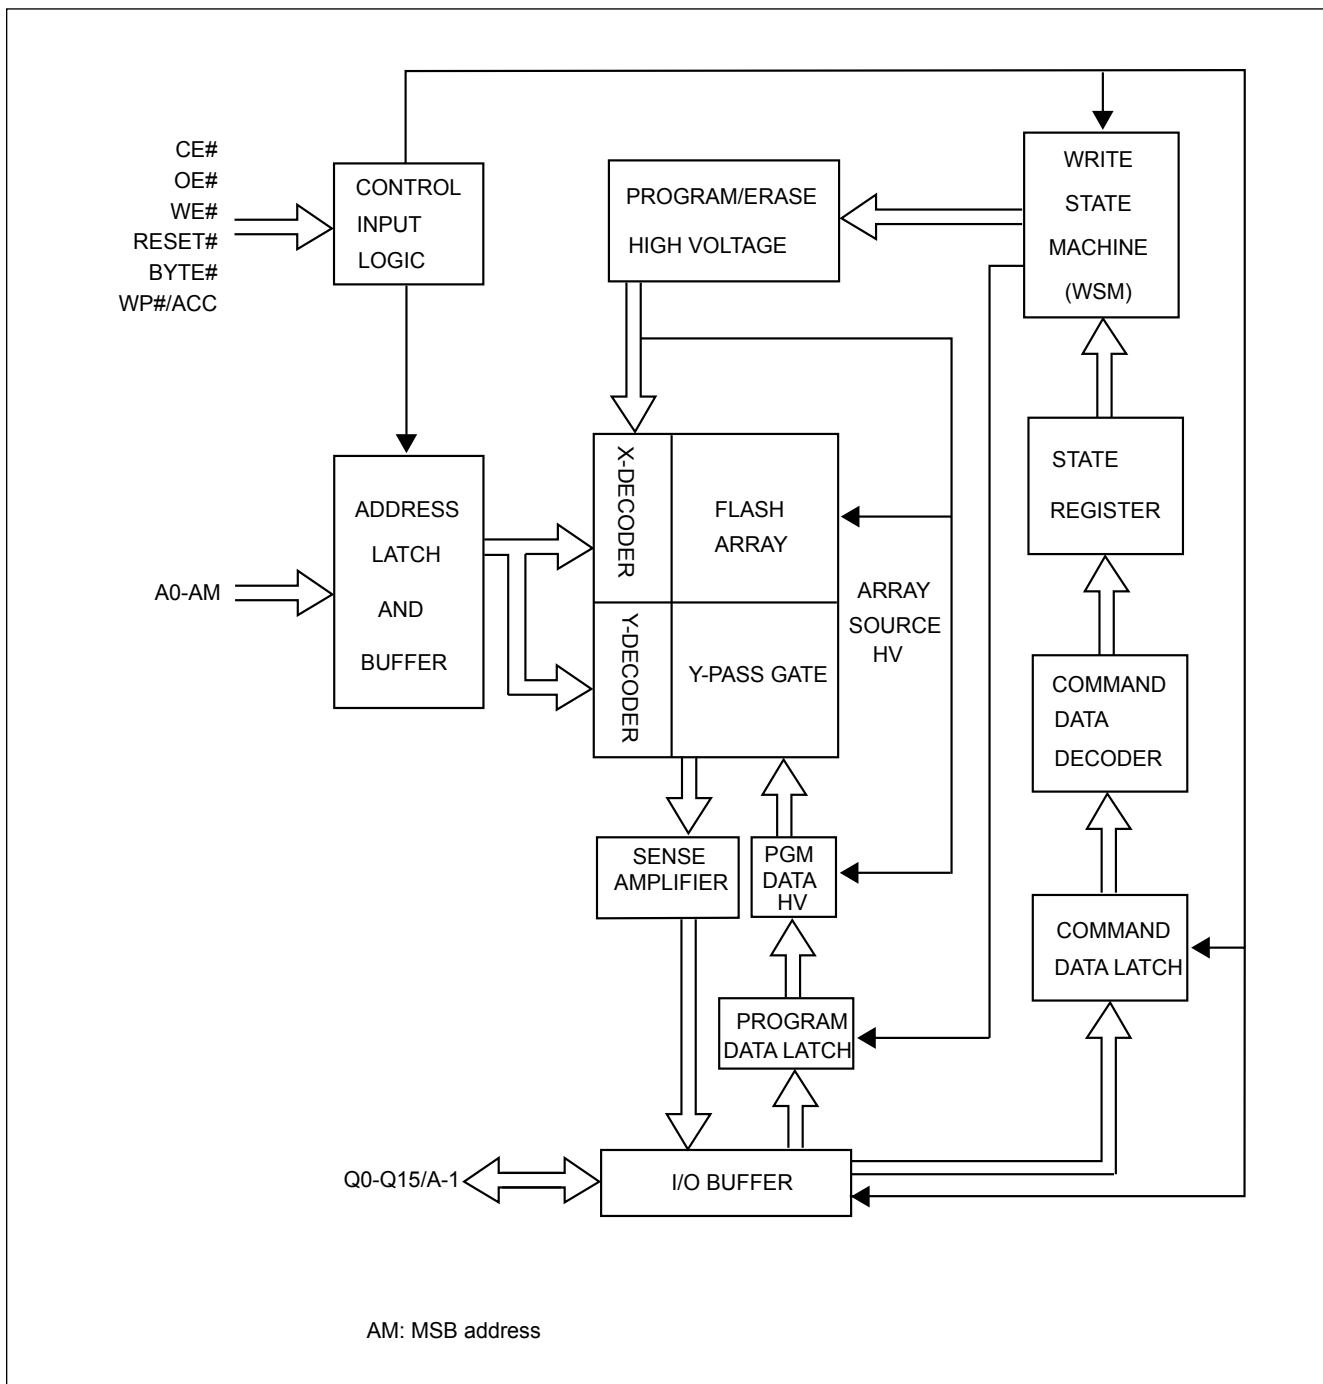 CE#
OE#
WE#
RESET#
BYTE#
WP#/ACC
CONTROL
INPUT
LOGIC
PROGRAM/ERASE
HIGH VOLTAGE
WRITE
STATE
MACHINE
(WSM)
A0-AM
ADDRESS
LATCH
AND
BUFFER
X-DECODER
FLASH
ARRAY
Y-DECODER
Y-PASS GATE
ARRAY
SOURCE
HV
STATE
REGISTER
COMMAND
DATA
DECODER
SENSE
AMPLIFIER
PGM
DATA
HV
COMMAND
DATA LATCH
PROGRAM
DATA LATCH
Q0-Q15/A-1
I/O BUFFER
AM: MSB address